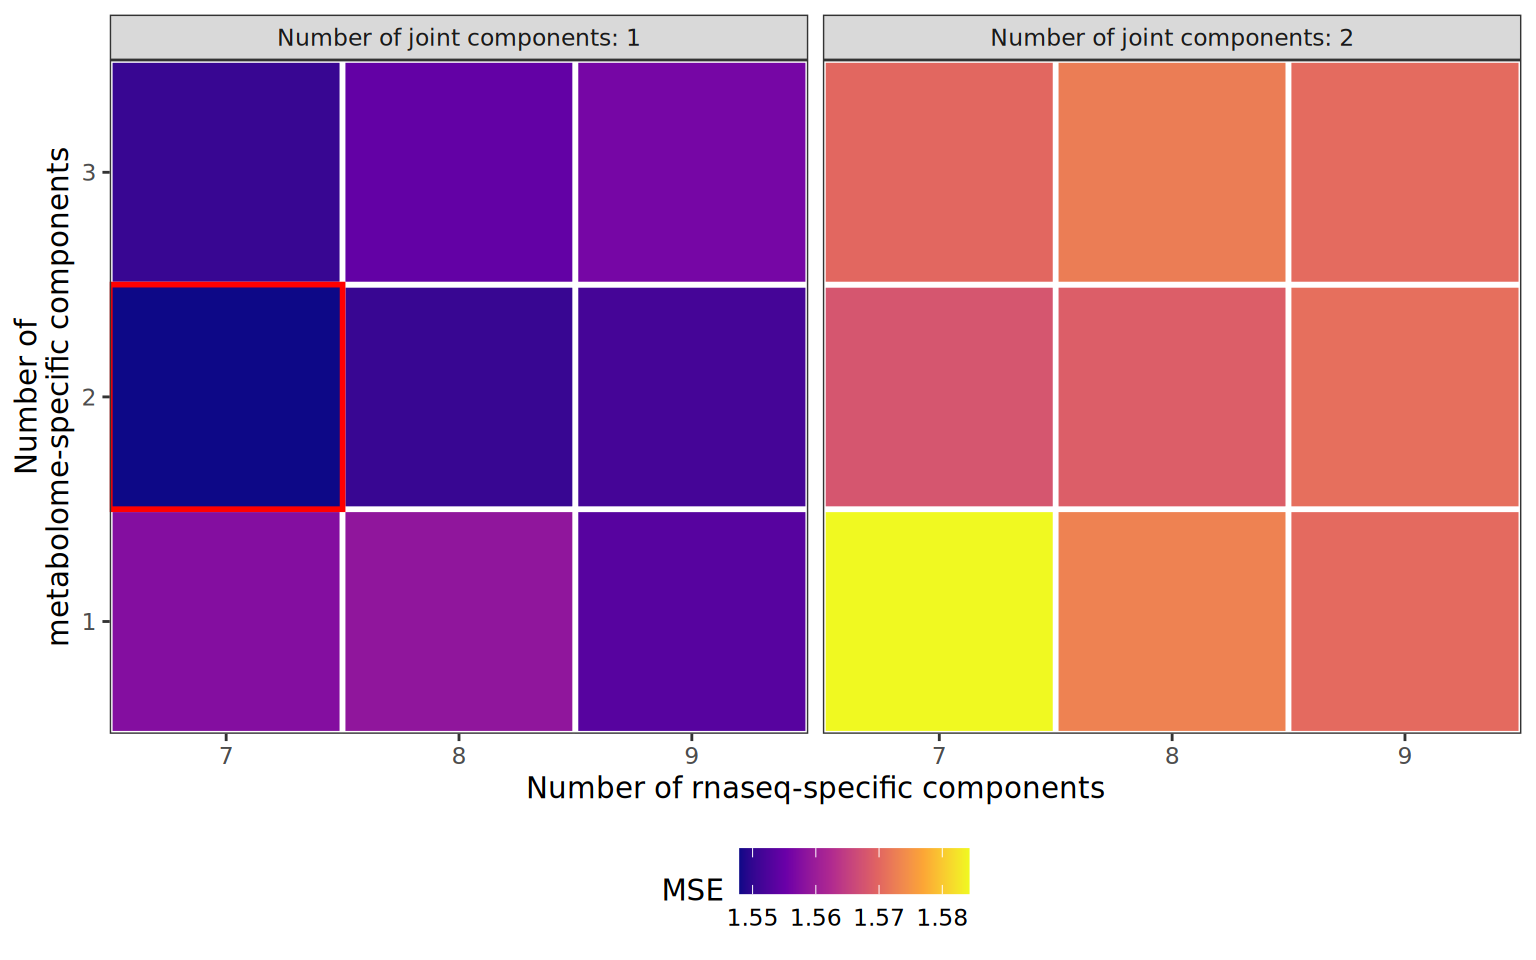 Number of joint components: 1
Number of joint components: 2
Number of
metabolome-specific components
3
2
1
7
8
9
7
8
9
Number of rnaseq-specific components
MSE
1.55
1.56
1.57
1.58